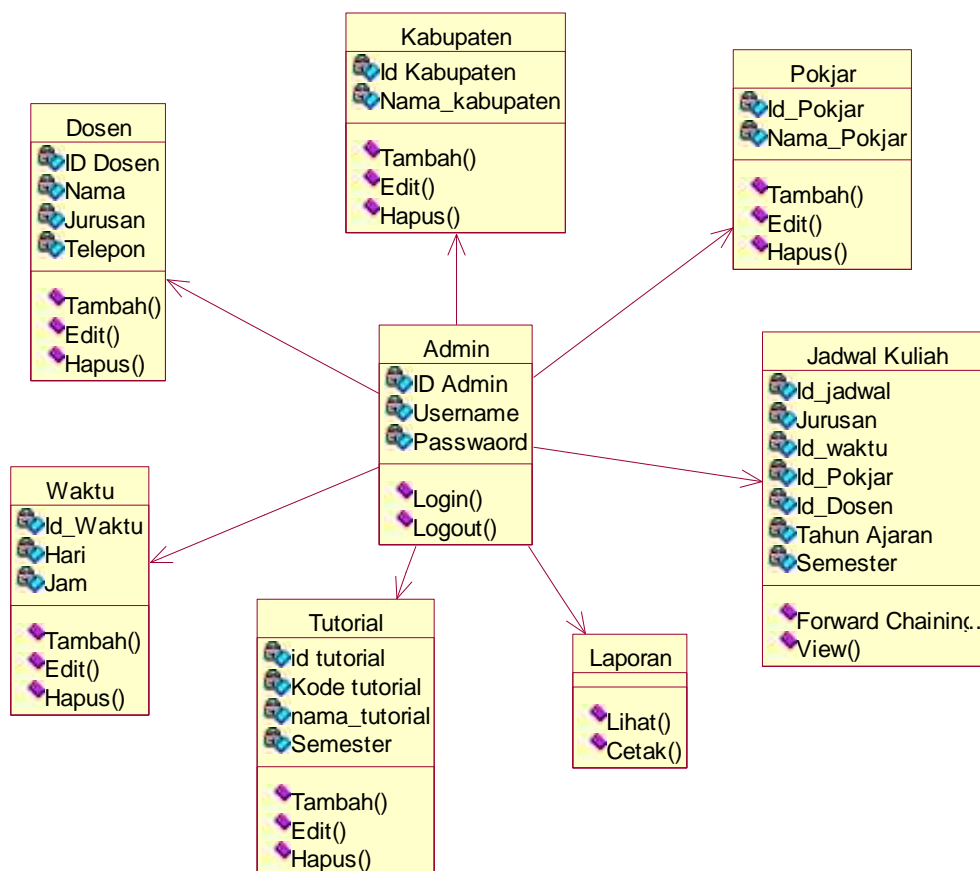 Kabupaten
Id Kabupaten
Nama_kabupaten
Tambah()
Edit()
Hapus()
Pokjar
Id_Pokjar
Nama_Pokjar
Tambah()
Edit()
Hapus()
Dosen
ID Dosen
Nama
Jurusan
Telepon
Tambah()
Edit()
Hapus()
Admin
ID Admin
Username
Passwaord
Login()
Logout()
Jadwal Kuliah
Id_jadwal
Jurusan
Id_waktu
Id_Pokjar
Id_Dosen
Tahun Ajaran
Semester
Forward Chaining..
View()
Waktu
Id_Waktu
Hari
Jam
Tambah()
Edit()
Hapus()
Tutorial
id tutorial
Kode tutorial
nama_tutorial
Semester
Tambah()
Edit()
Hapus()
Laporan
Lihat()
Cetak()